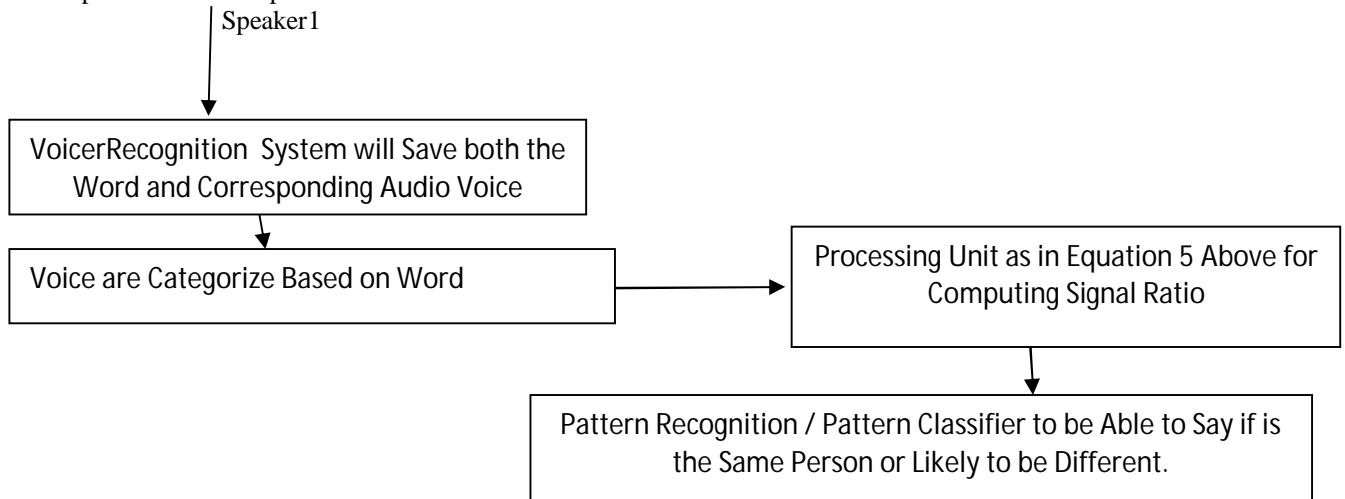 Speaker1
VoicerRecognition System will Save both the
Word and Corresponding Audio Voice
Voice are Categorize Based on Word
Processing Unit as in Equation 5 Above for
Computing Signal Ratio
Pattern Recognition / Pattern Classifier to be Able to Say if is
the Same Person or Likely to be Different.